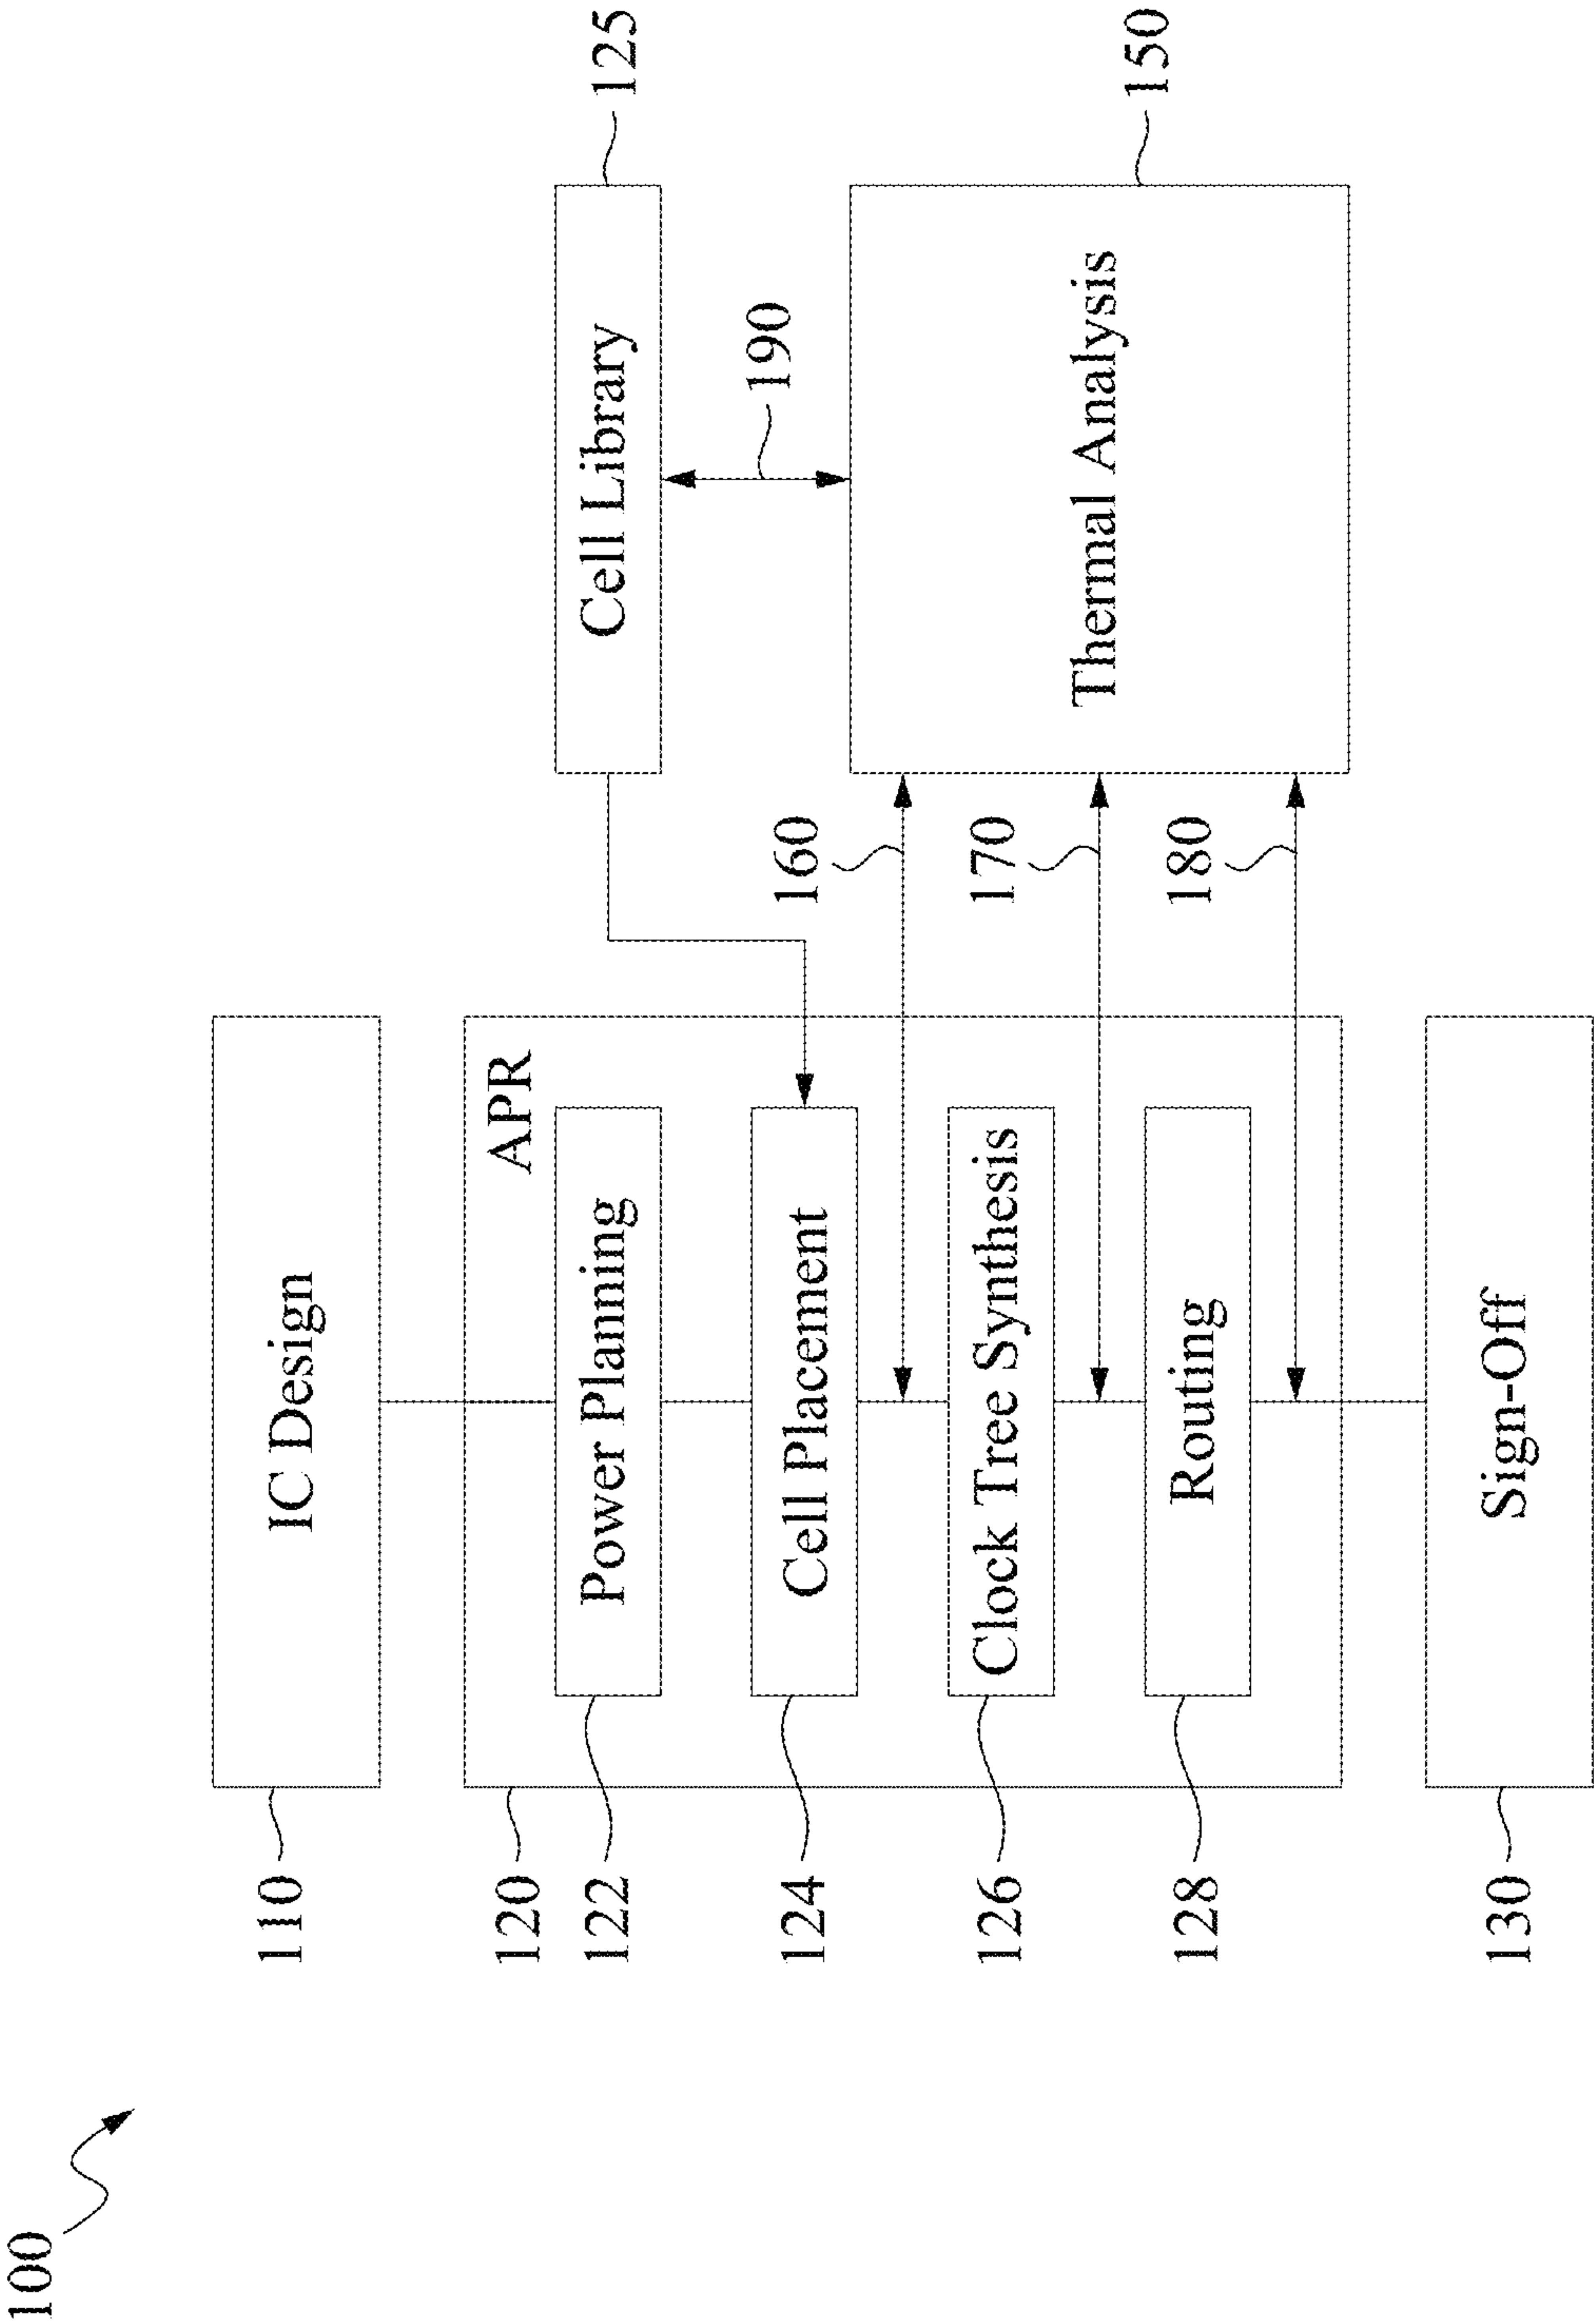 100
110
IC Design
120
APR
122
Power Planning
125
Cell Library
124
Cell Placement
190
160
126
Clock Tree Synthesis
150
Thermal Analysis
170
128
Routing
180
130
Sign-Off